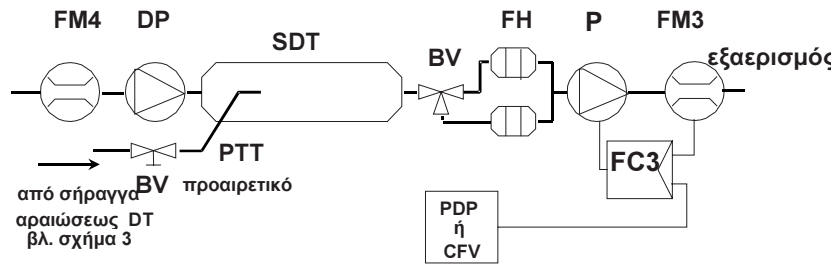 FM4
DP
SDT
BV
FH
P
FM3
εξαερισμός
PTT
BV προαιρετικό
FC3
από σήραγγα
αραιώσεως DT
βλ. σχήμα 3
PDP
ή
CFV